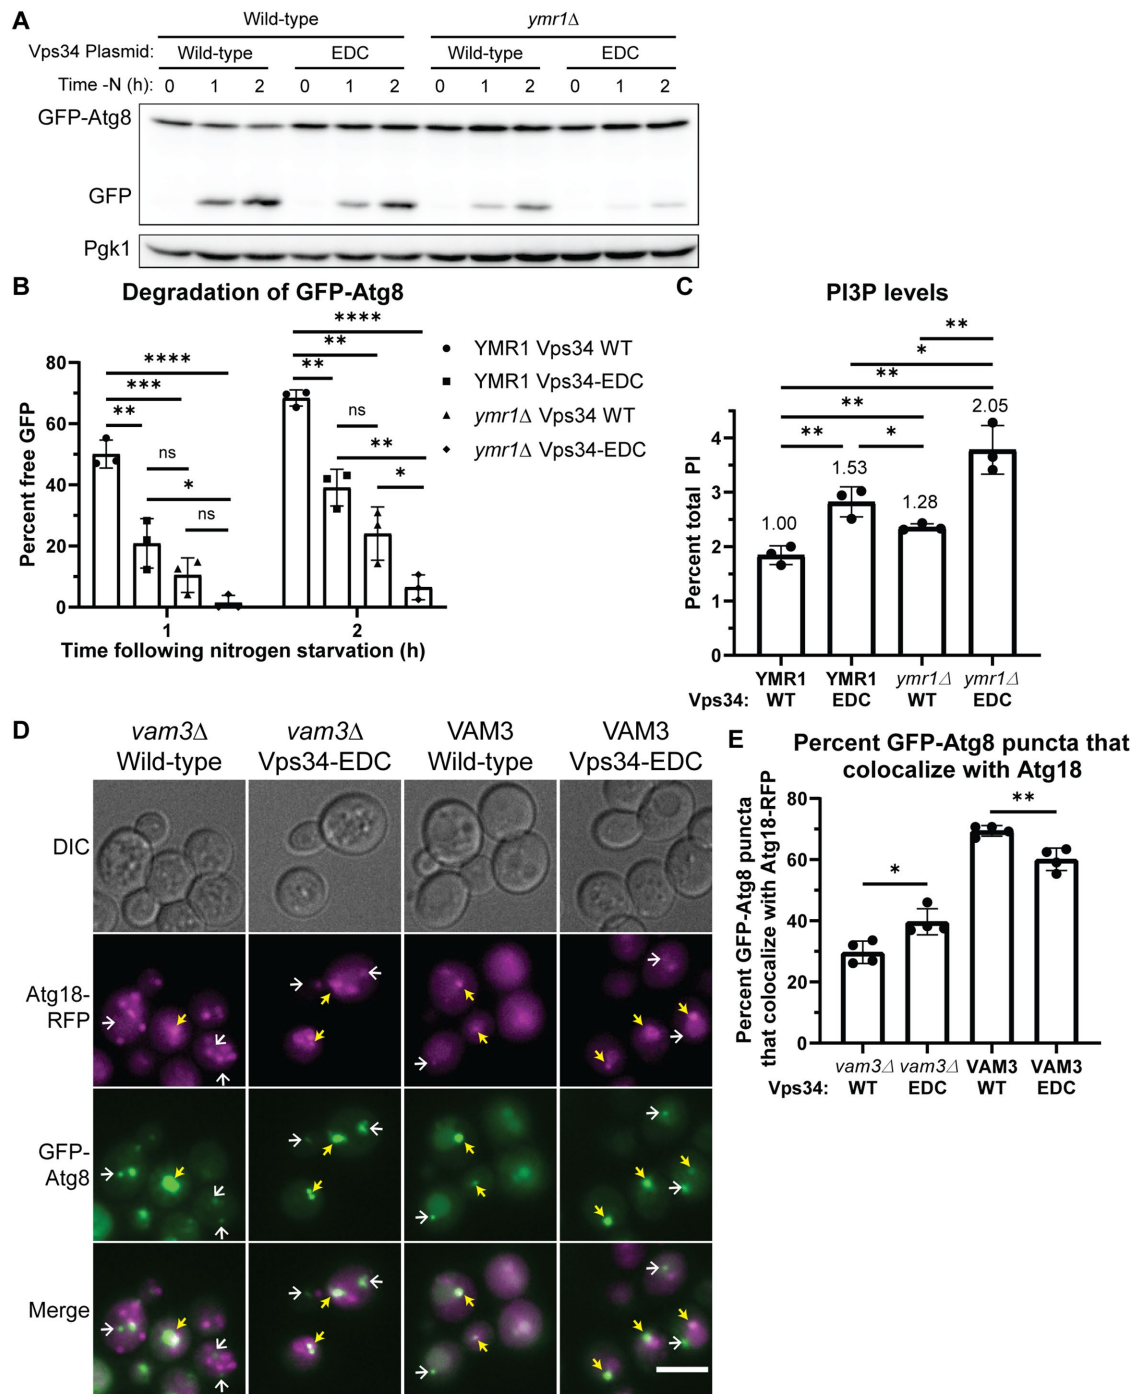 A
Wild-type ymr1Δ
Vps34 Plasmid: Wild-type EDC Wild-type EDC
Time -N (h): 0 1 2 0 1 2 0 1 2 0 1 2
GFP-Atg8
GFP
Pgk1
B
Degradation of GFP-Atg8
Percent free GFP
80
60
40
20
0
**** *** ** ns * ns
**** ** ** ns ** *
1 2
Time following nitrogen starvation (h)
YMR1 Vps34 WT
YMR1 Vps34-EDC
ymr1Δ Vps34 WT
ymr1Δ Vps34-EDC
C
PI3P levels
Percent total PI
4
3
2
1
0
**
*
**
**
** *
1.00 1.53 1.28 2.05
YMR1 YMR1 ymr1Δ ymr1Δ
Vps34: WT EDC WT EDC
D
vam3Δ vam3Δ VAM3 VAM3
Wild-type Vps34-EDC Wild-type Vps34-EDC
DIC
Atg18-
RFP
GFP-
Atg8
Merge
E
Percent GFP-Atg8 puncta that
colocalize with Atg18
Percent GFP-Atg8 puncta
that colocalize with Atg18-RFP
80
60
40
20
0
* **
vam3Δ vam3Δ VAM3 VAM3
Vps34: WT EDC WT EDC